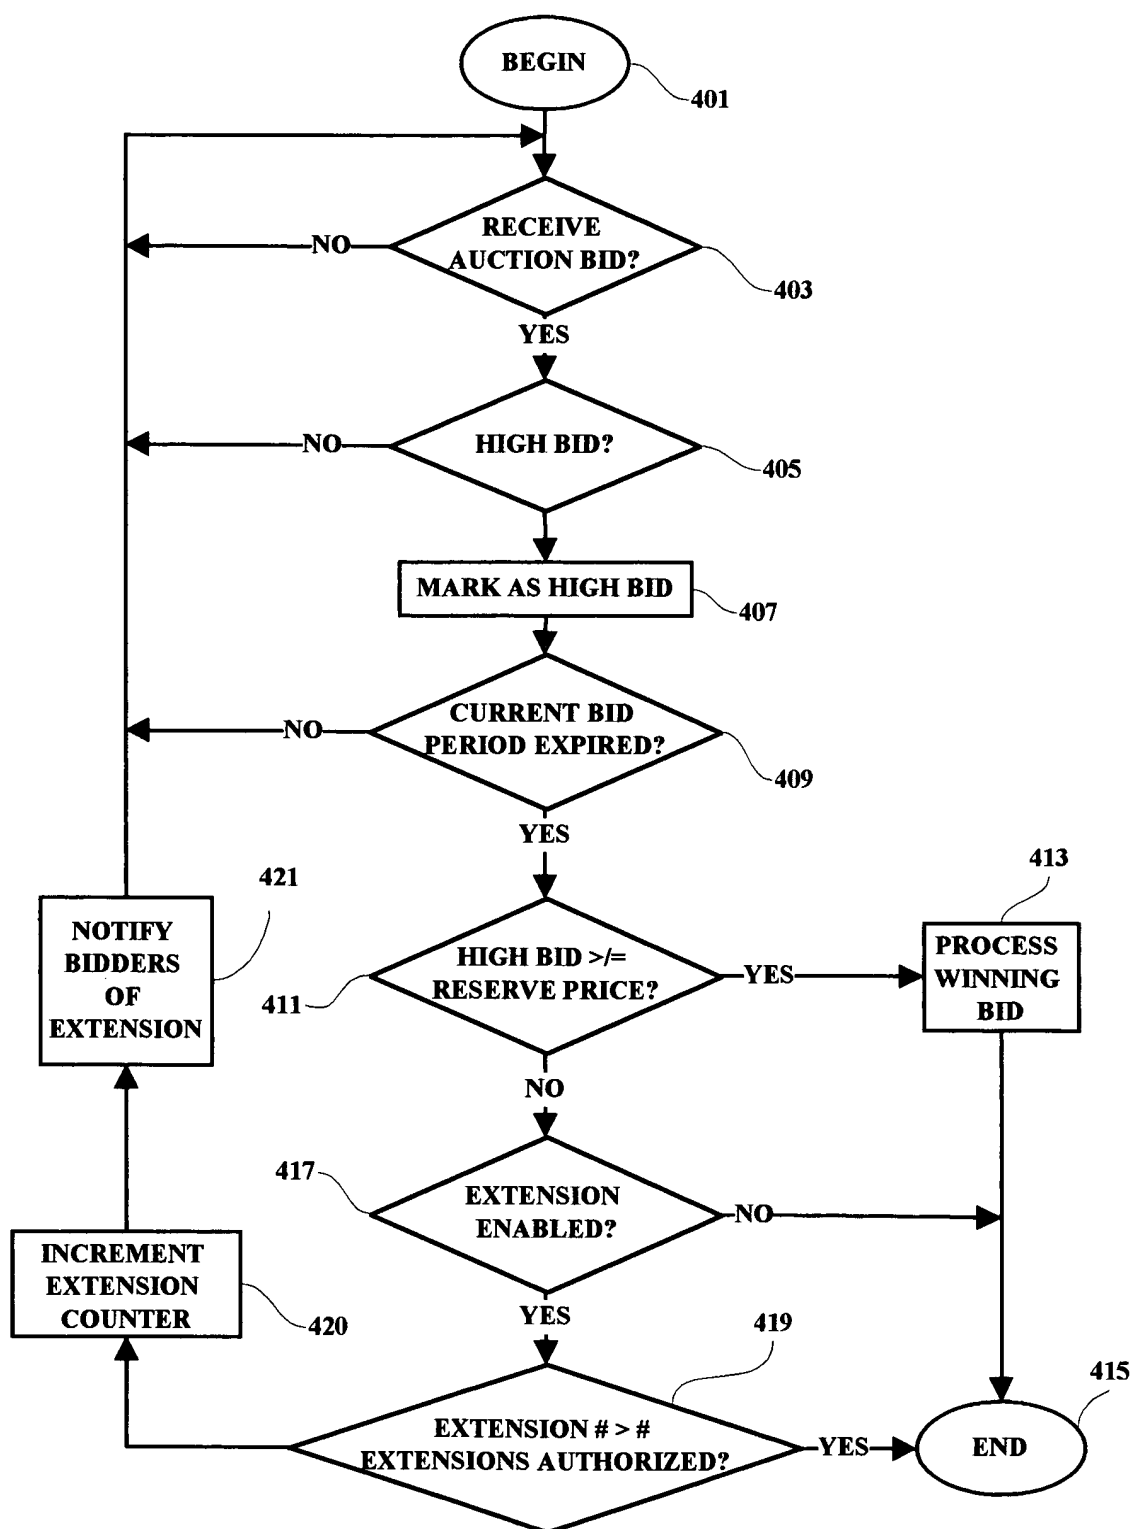 BEGIN
401
RECEIVE
AUCTION BID?
NO
403
YES
HIGH BID?
NO
405
MARK AS HIGH BID
407
CURRENT BID
PERIOD EXPIRED?
NO
409
YES
421
413
NOTIFY
BIDDERS
OF
EXTENSION
HIGH BID >/=
RESERVE PRICE?
411
YES
PROCESS
WINNING
BID
NO
417
EXTENSION
ENABLED?
NO
INCREMENT
EXTENSION
COUNTER
420
YES
419
415
EXTENSION # > #
EXTENSIONS AUTHORIZED?
YES
END